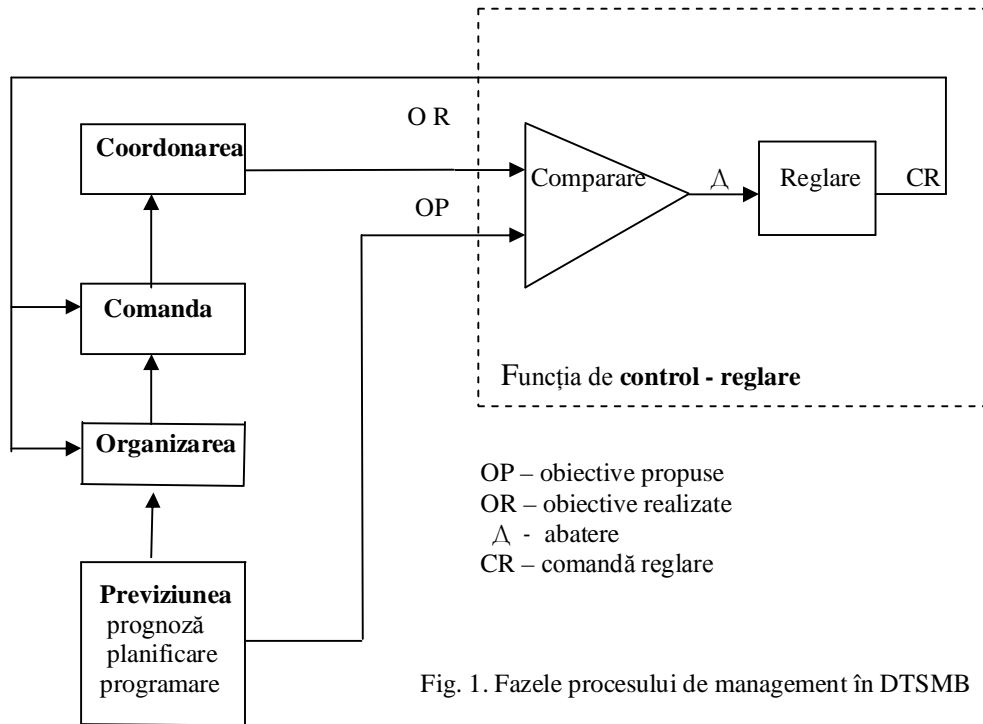 O R
Coordonarea
Comparare
Д
Reglare
CR
OP
Comanda
Funcția de control - reglare
Organizarea
OP – obiective propuse
OR – obiective realizate
Д - abatere
CR – comandă reglare
Previziunea
prognoză
planificare
programare
Fig. 1. Fazele procesului de management în DTSMB